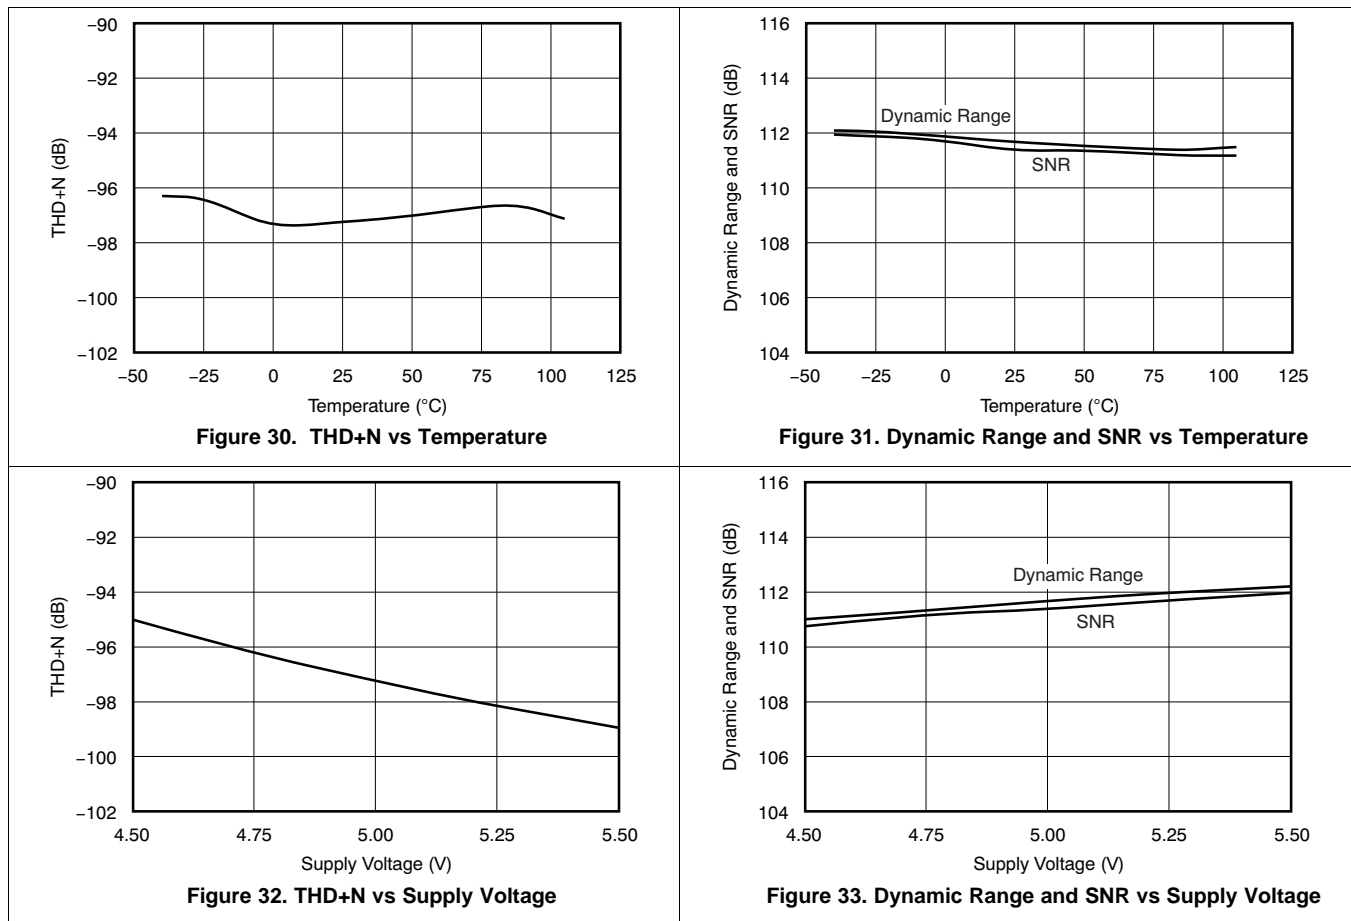 −90
−92
−94
−96
−98
−100
−102
THD+N (dB)
−50 −25 0 25 50 75 100 125
Temperature (°C)
Figure 30. THD+N vs Temperature
116
114
112
110
108
106
104
Dynamic Range and SNR (dB)
Dynamic Range
SNR
−50 −25 0 25 50 75 100 125
Temperature (°C)
Figure 31. Dynamic Range and SNR vs Temperature
−90
−92
−94
−96
−98
−100
−102
THD+N (dB)
4.50 4.75 5.00 5.25 5.50
Supply Voltage (V)
Figure 32. THD+N vs Supply Voltage
116
114
112
110
108
106
104
Dynamic Range and SNR (dB)
Dynamic Range
SNR
4.50 4.75 5.00 5.25 5.50
Supply Voltage (V)
Figure 33. Dynamic Range and SNR vs Supply Voltage